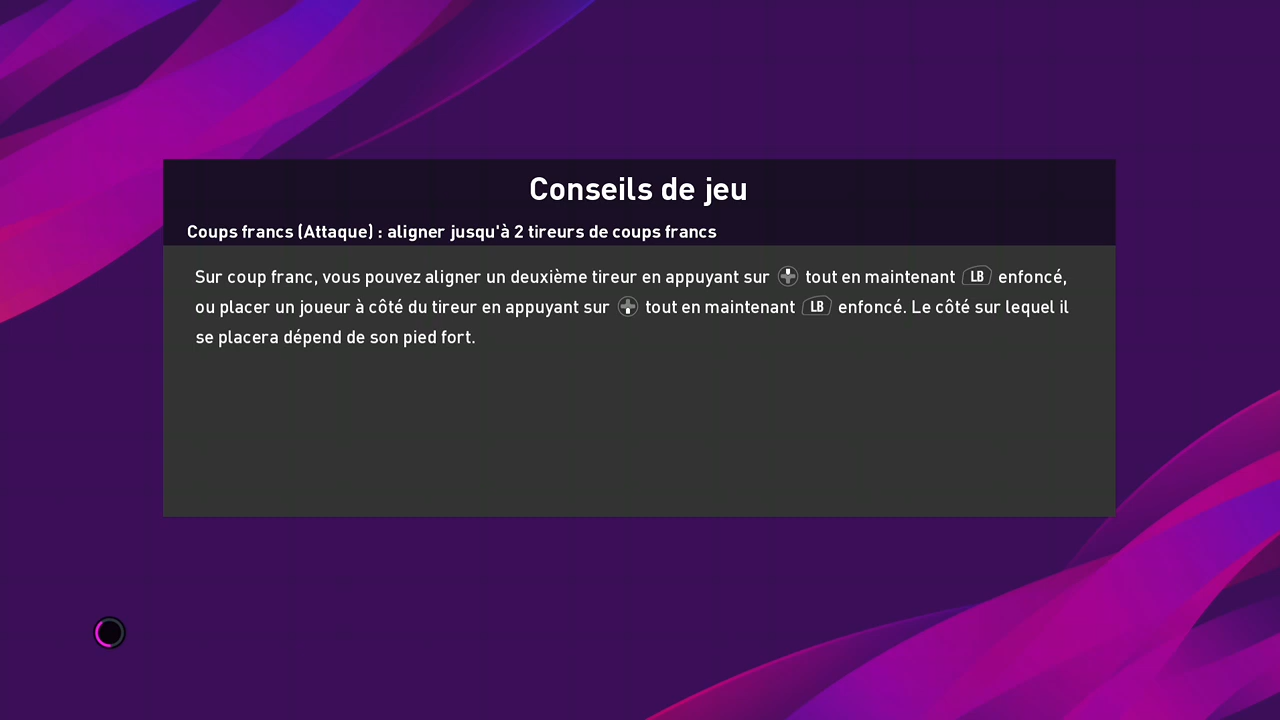 Conseils de jeu
Coups francs (Attaque) : aligner jusqu'à 2 tireurs de coups francs
Sur coup franc, vous pouvez aligner un deuxième tireur en appuyant sur tout en maintenant LB enfoncé,
ou placer un joueur à côté du tireur en appuyant sur tout en maintenant LB enfoncé. Le côté sur lequel il
se placera dépend de son pied fort.